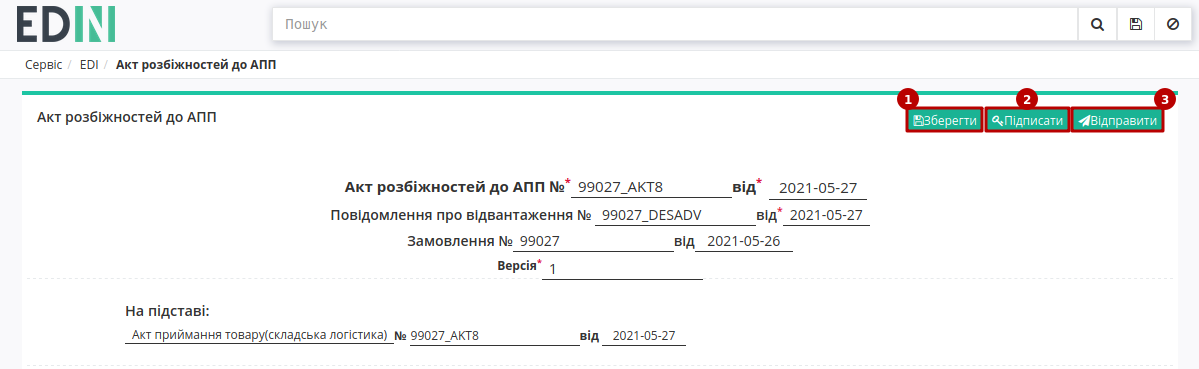 EDIN
Пошук
Сервіс / EDI / Акт розбіжностей до АПП
1 2 3
Акт розбіжностей до АПП
Зберегти Підписати Відправити
Акт розбіжностей до АПП №* 99027_AKT8 від* 2021-05-27
Повідомлення про відвантаження № 99027_DESADV від* 2021-05-27
Замовлення № 99027 від 2021-05-26
Версія* 1
На підставі:
Акт приймання товару(складська логістика) № 99027_AKT8 від 2021-05-27